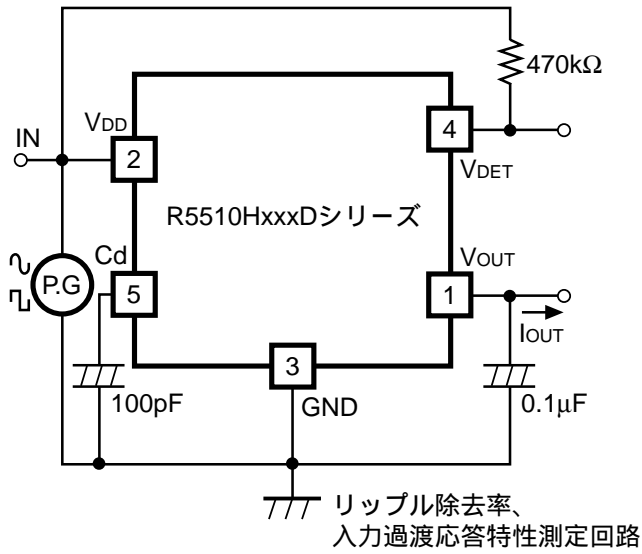 470kΩ
IN
VDD
2
4
VDET
R5510HxxxDシリーズ
Cd
P.G
5
VOUT
1
IOUT
3
100pF
GND
0.1μF
リップル除去率、
入力過渡応答特性測定回路